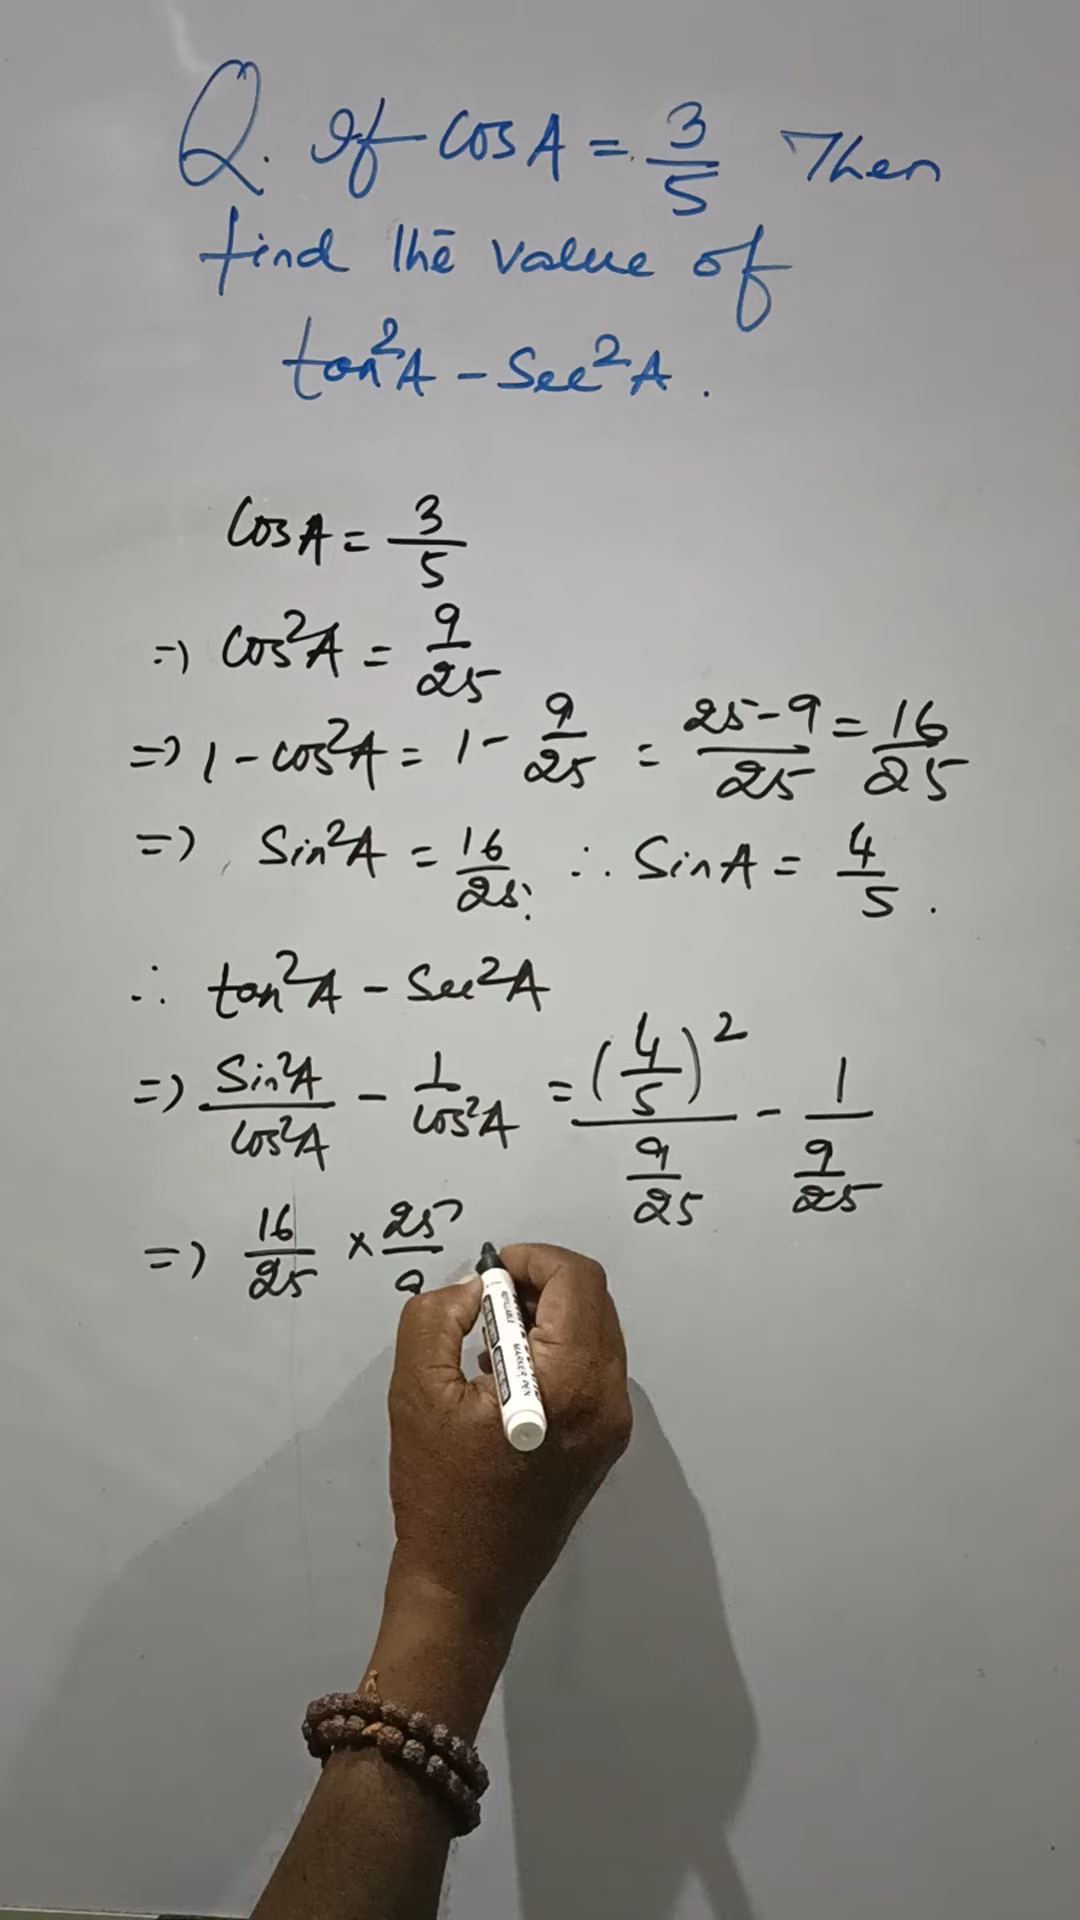 Q. If cos A = 3/5 Then
find the value of
tan²A - Sec²A.
Cos A = 3/5
=> Cos²A = 9/25
=> 1 - cos²A = 1 - 9/25 = 25-9/25 = 16/25
=> Sin²A = 16/25 ∴ Sin A = 4/5.
∴ tan²A - Sec²A
=> Sin²A/Cos²A - 1/cos²A = (4/5)²/(9/25) - 1/(9/25)
=> 16/25 × 25/9
MARKER PEN